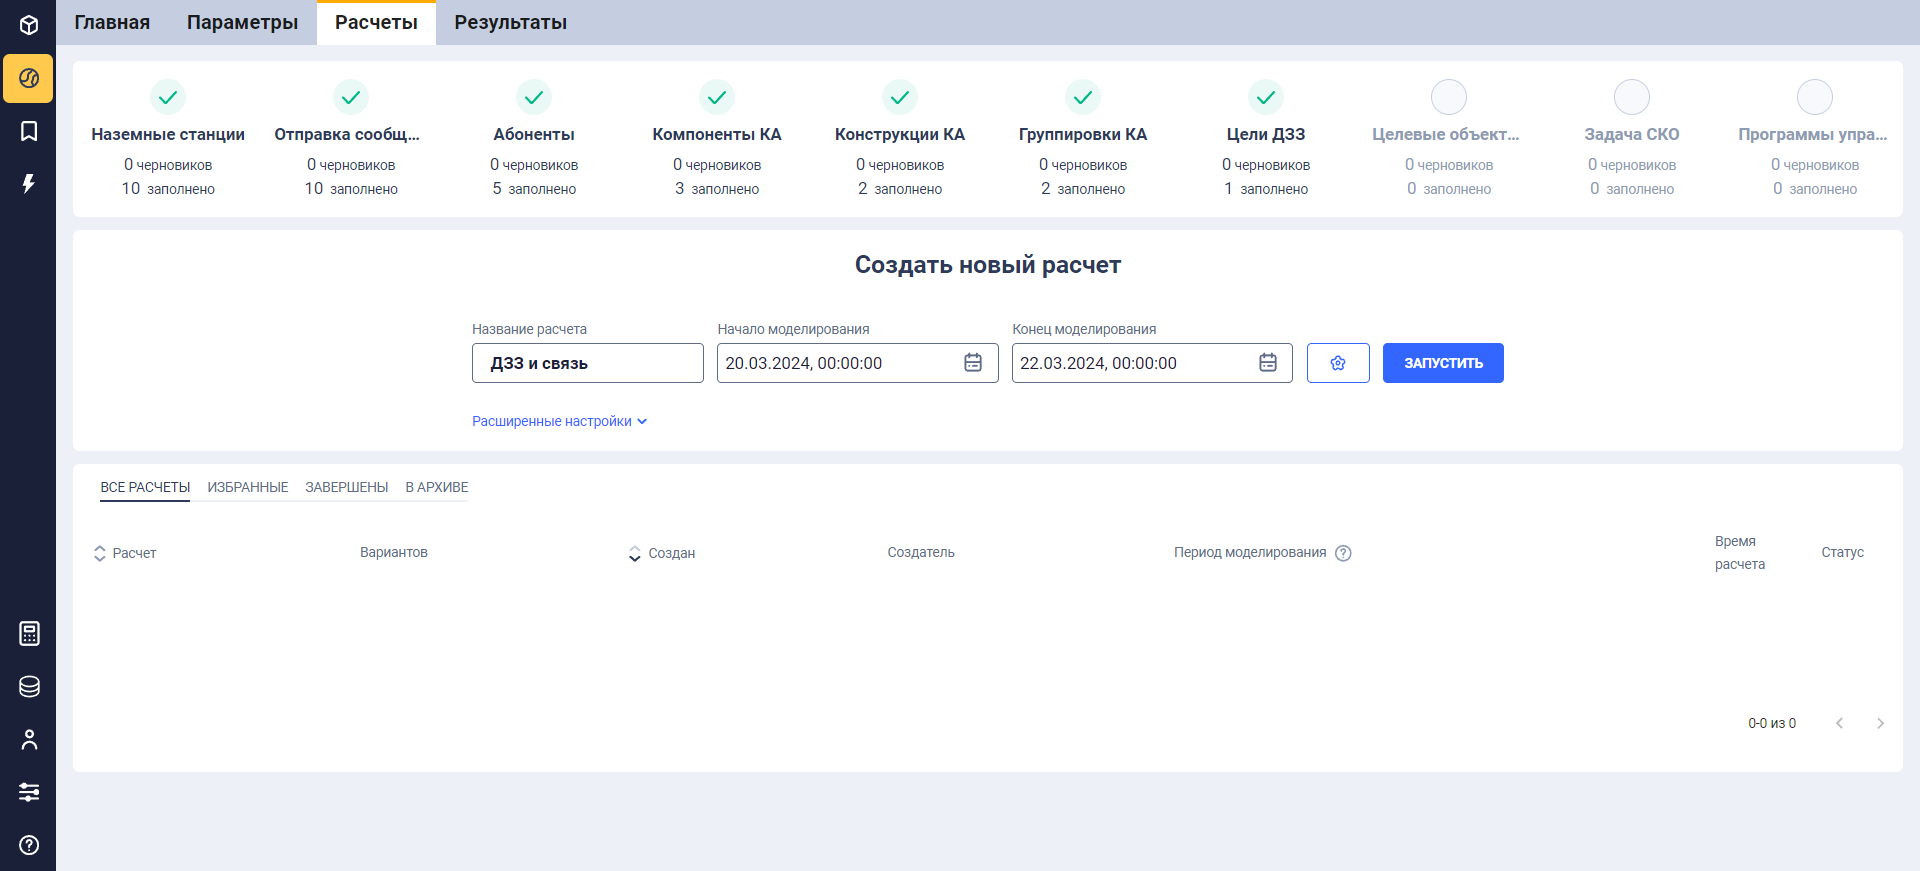 Главная Параметры Расчеты Результаты
Наземные станции Отправка сообщ... Абоненты Компоненты КА Конструкции КА Группировки КА Цели ДЗЗ Целевые объект... Задача СКО Программы упра...
0 черновиков 0 черновиков 0 черновиков 0 черновиков 0 черновиков 0 черновиков 0 черновиков 0 черновиков 0 черновиков 0 черновиков
10 заполнено 10 заполнено 5 заполнено 3 заполнено 2 заполнено 2 заполнено 1 заполнено 0 заполнено 0 заполнено 0 заполнено
Создать новый расчет
Название расчета Начало моделирования Конец моделирования
ДЗЗ и связь 20.03.2024, 00:00:00 22.03.2024, 00:00:00 ЗАПУСТИТЬ
Расширенные настройки
ВСЕ РАСЧЕТЫ ИЗБРАННЫЕ ЗАВЕРШЕНЫ В АРХИВЕ
Расчет Вариантов Создан Создатель Период моделирования Время расчета Статус
0-0 из 0